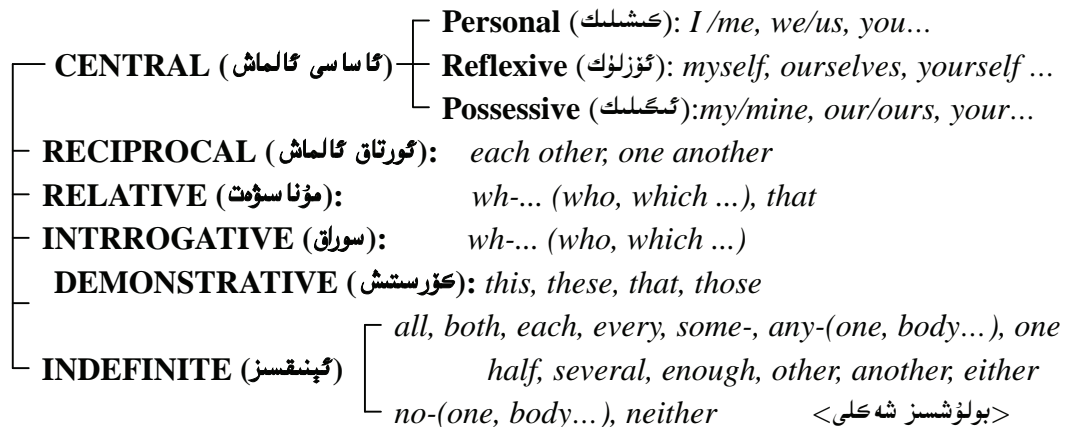 Personal (كىشىلىك): I /me, we/us, you…
CENTRAL (ئاساسى ئالماش)
Reflexive (ئۆزلۈك): myself, ourselves, yourself …
Possessive (ئىگىلىك):my/mine, our/ours, your…
RECIPROCAL (ئورتاق ئالماش): each other, one another
RELATIVE (مۇناسىۋەت): wh-... (who, which ...), that
INTRROGATIVE (سوراق): wh-... (who, which ...)
DEMONSTRATIVE (كۆرسىتىش): this, these, that, those
all, both, each, every, some-, any-(one, body…), one
INDEFINITE (ئېنىقسىز) half, several, enough, other, another, either
no-(one, body…), neither <بولۇشسىز شەكلى>